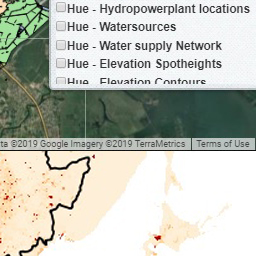 Hue - Hydropowerplant locations
Hue - Watersources
Hue - Water supply Network
Hue - Elevation Spotheights
Hue - Elevation Contours
©2019 Google Imagery ©2019 TerraMetrics Terms of Use